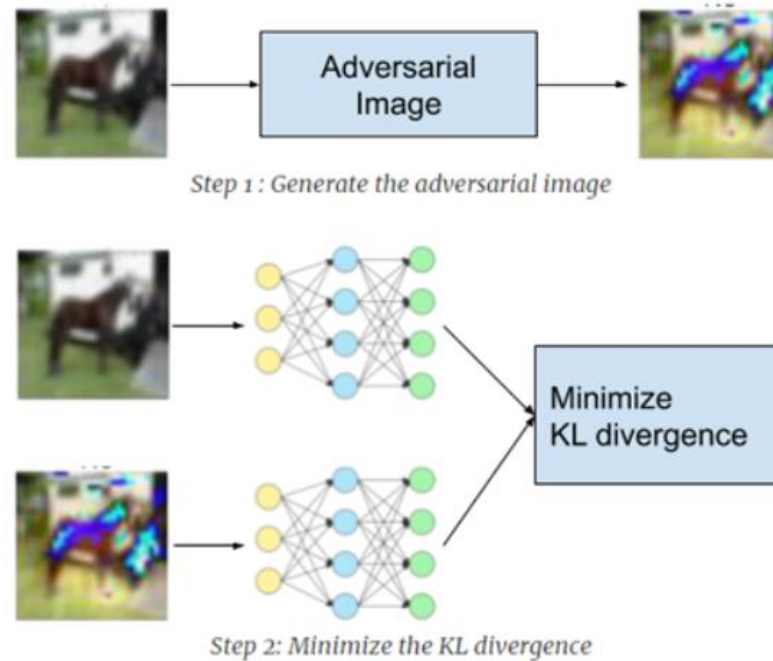 Adversarial
Image
Step 1 : Generate the adversarial image
Minimize
KL divergence
Step 2: Minimize the KL divergence